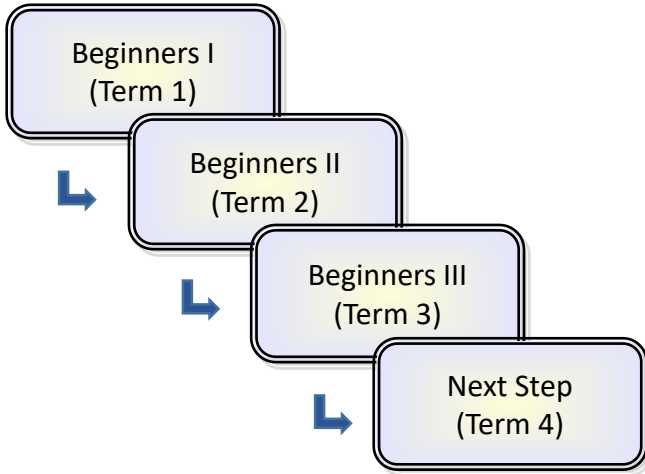 Beginners I
(Term 1)
Beginners II
(Term 2)
Beginners III
(Term 3)
Next Step
(Term 4)